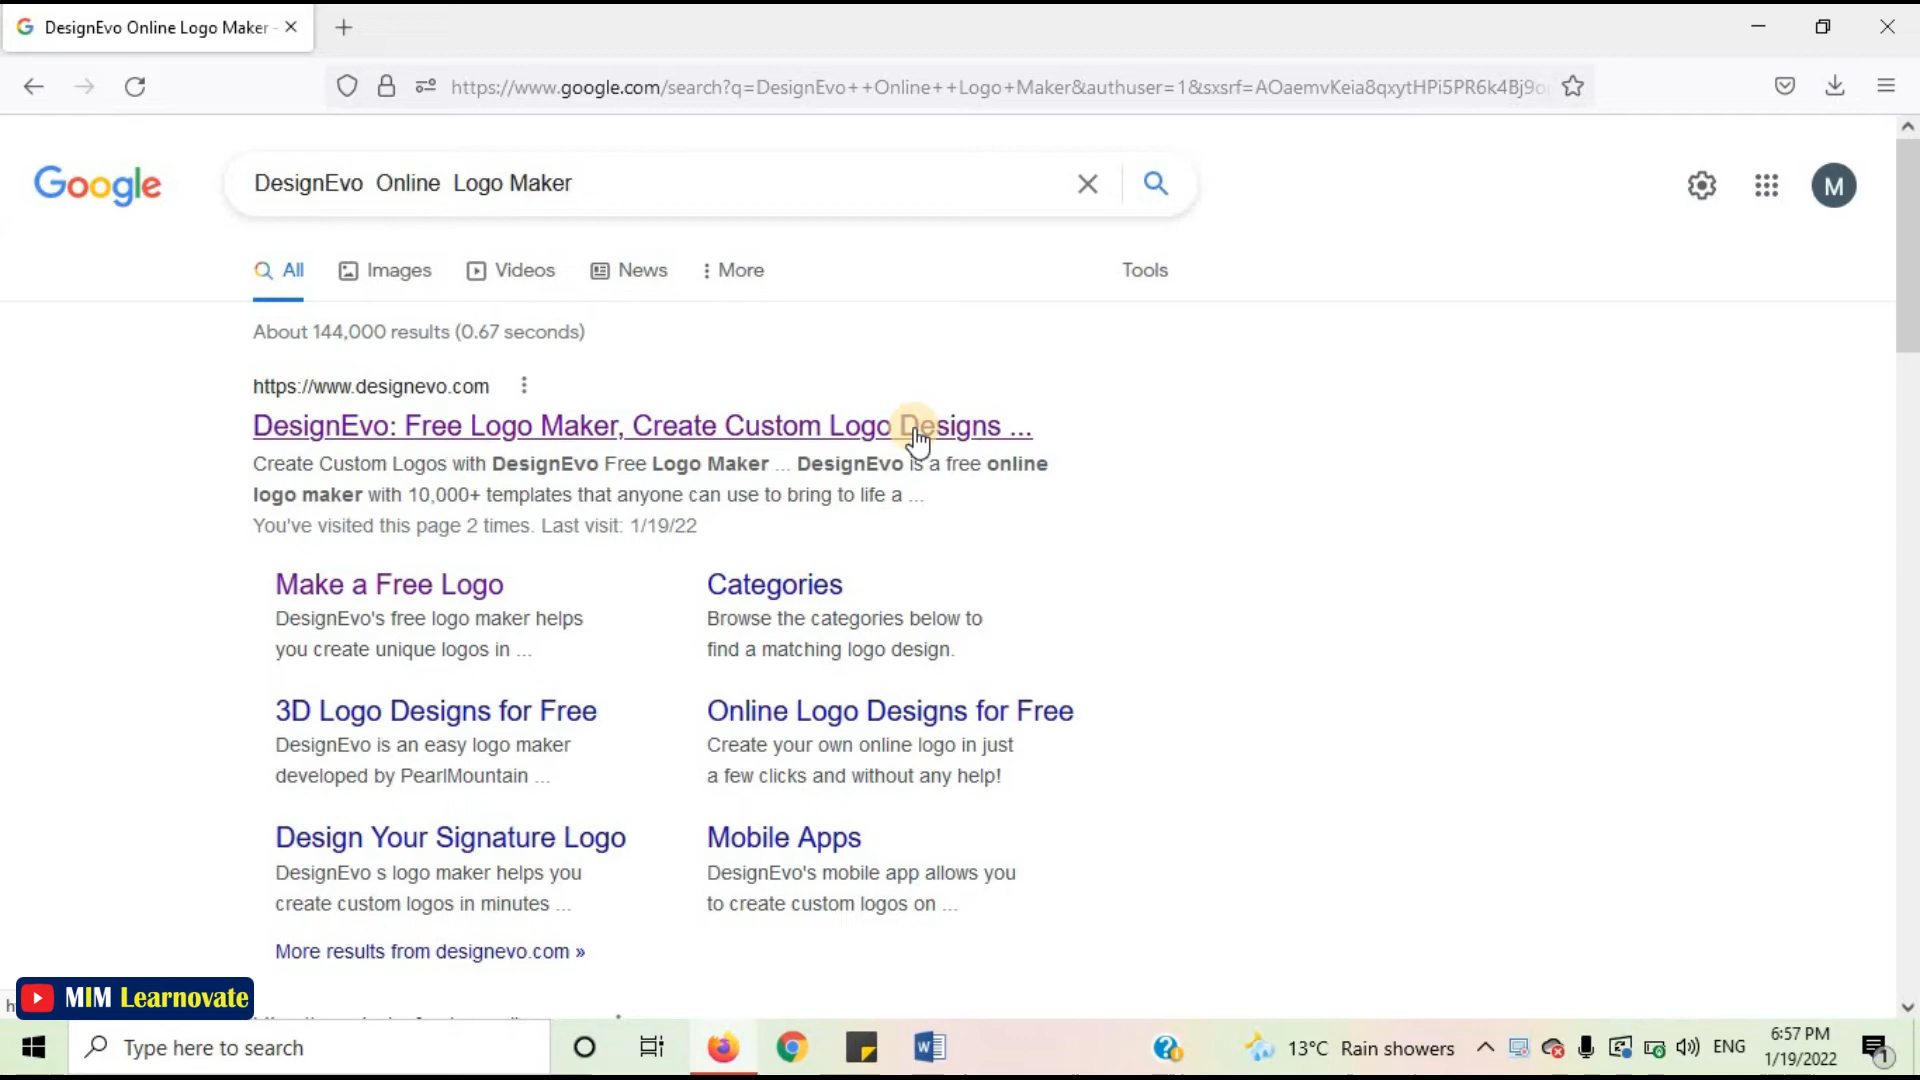 DesignEvo Online Logo Maker -
https://www.google.com/search?q=DesignEvo++Online++Logo+Maker&authuser=1&sxsrf=AOaemvKeia8qxytHPi5PR6k4Bj9o
Google
DesignEvo Online Logo Maker
M
All
Images
Videos
News
More
Tools
About 144,000 results (0.67 seconds)
https://www.designevo.com
DesignEvo: Free Logo Maker, Create Custom Logo Designs ...
Create Custom Logos with DesignEvo Free Logo Maker ... DesignEvo is a free online
logo maker with 10,000+ templates that anyone can use to bring to life a ...
You've visited this page 2 times. Last visit: 1/19/22
Make a Free Logo
DesignEvo's free logo maker helps
you create unique logos in ...
Categories
Browse the categories below to
find a matching logo design.
3D Logo Designs for Free
DesignEvo is an easy logo maker
developed by PearlMountain ...
Online Logo Designs for Free
Create your own online logo in just
a few clicks and without any help!
Design Your Signature Logo
DesignEvo s logo maker helps you
create custom logos in minutes ...
Mobile Apps
DesignEvo's mobile app allows you
to create custom logos on ...
More results from designevo.com »
MIM Learnovate
Type here to search
13°C Rain showers
ENG
6:57 PM
1/19/2022
1